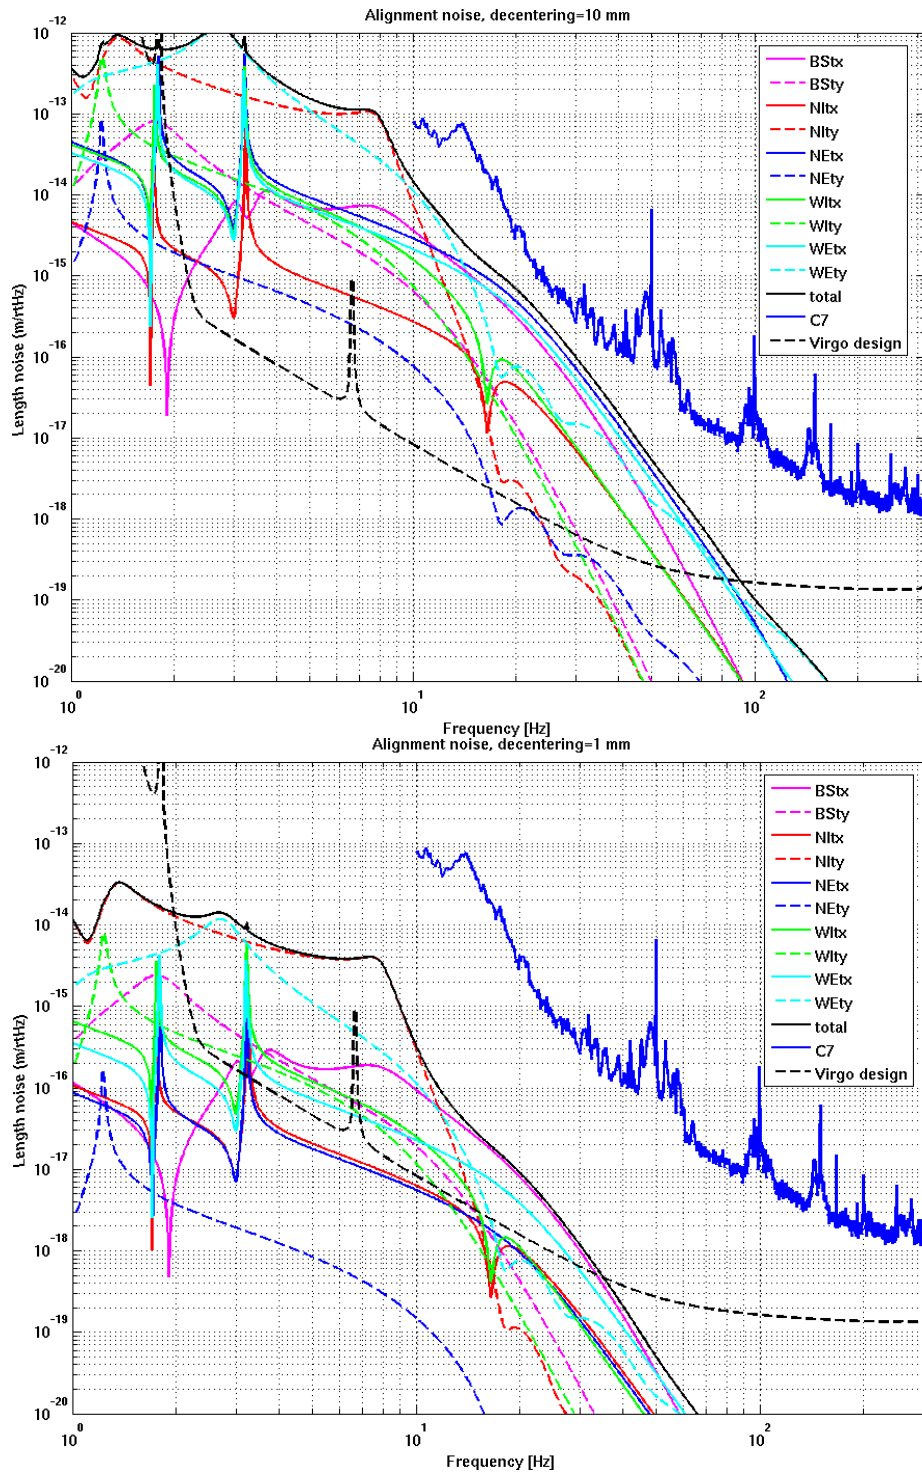 Alignment noise, decentering=10 mm
Length noise (m/rtHz)
10^-12
10^-13
10^-14
10^-15
10^-16
10^-17
10^-18
10^-19
10^-20
BStx
BSty
NItx
NIty
NEtx
NEty
WItx
WIty
WEtx
WEty
total
C7
Virgo design
10^0
10^1
10^2
Frequency [Hz]
Alignment noise, decentering=1 mm
Length noise (m/rtHz)
10^-12
10^-13
10^-14
10^-15
10^-16
10^-17
10^-18
10^-19
10^-20
BStx
BSty
NItx
NIty
NEtx
NEty
WItx
WIty
WEtx
WEty
total
C7
Virgo design
10^0
10^1
10^2
Frequency [Hz]